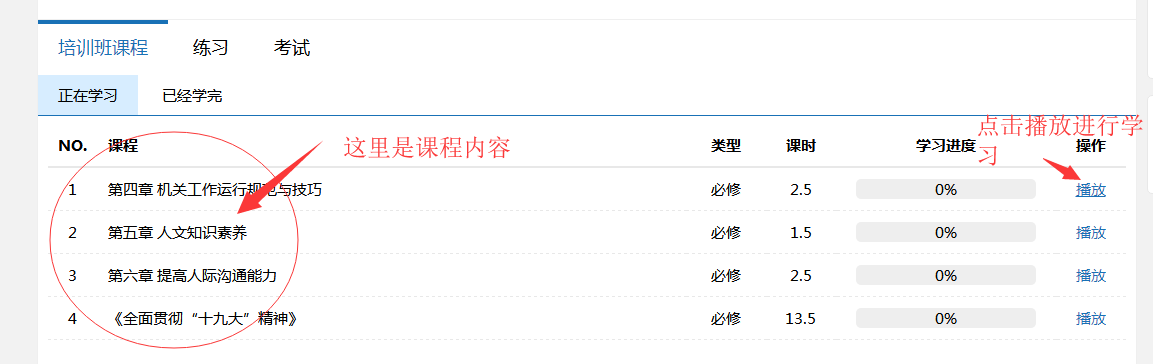 培训班课程 练习 考试
正在学习 已经学完
这里是课程内容
点击播放进行学
习
NO. 课程 类型 课时 学习进度 操作
1 第四章 机关工作运行规范与技巧 必修 2.5 0% 播放
2 第五章 人文知识素养 必修 1.5 0% 播放
3 第六章 提高人际沟通能力 必修 2.5 0% 播放
4 《全面贯彻“十九大”精神》 必修 13.5 0% 播放